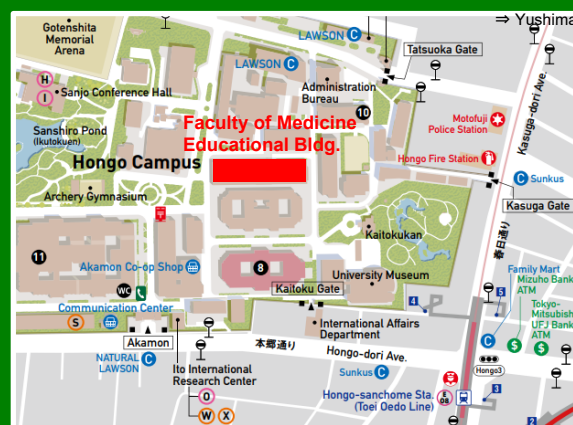 ⇒ Yushima
Gotenshita
Memorial
Arena
LAWSON C
Tatsuoka Gate
LAWSON C
H
I
Sanjo Conference Hall
Administration
Bureau
10
Kasuga-dori Ave.
Motofuji
Police Station
Faculty of Medicine
Educational Bldg.
Sanshiro Pond
(Ikutokuen)
Hongo Campus
Hongo Fire Station
C Sunkus
Archery Gymnasium
Kasuga Gate
春日通り
Kaitokukan
11
Akamon Co-op Shop
8
University Museum
Family Mart
Mizuho Bank
ATM
WC
Kaitoku Gate
4
5
Communication Center
Tokyo-
Mitsubish
UFJ Bank
ATM
S
Akamon
International Affairs
Department
C
$
$
本郷通り
Hongo-dori Ave.
Hongo3
NATURAL
LAWSON
C
Ito International
Research Center
Sunkus C
O
W X
Hongo-sanchome Sta.
(Toei Oedo Line)
E
08
3
2